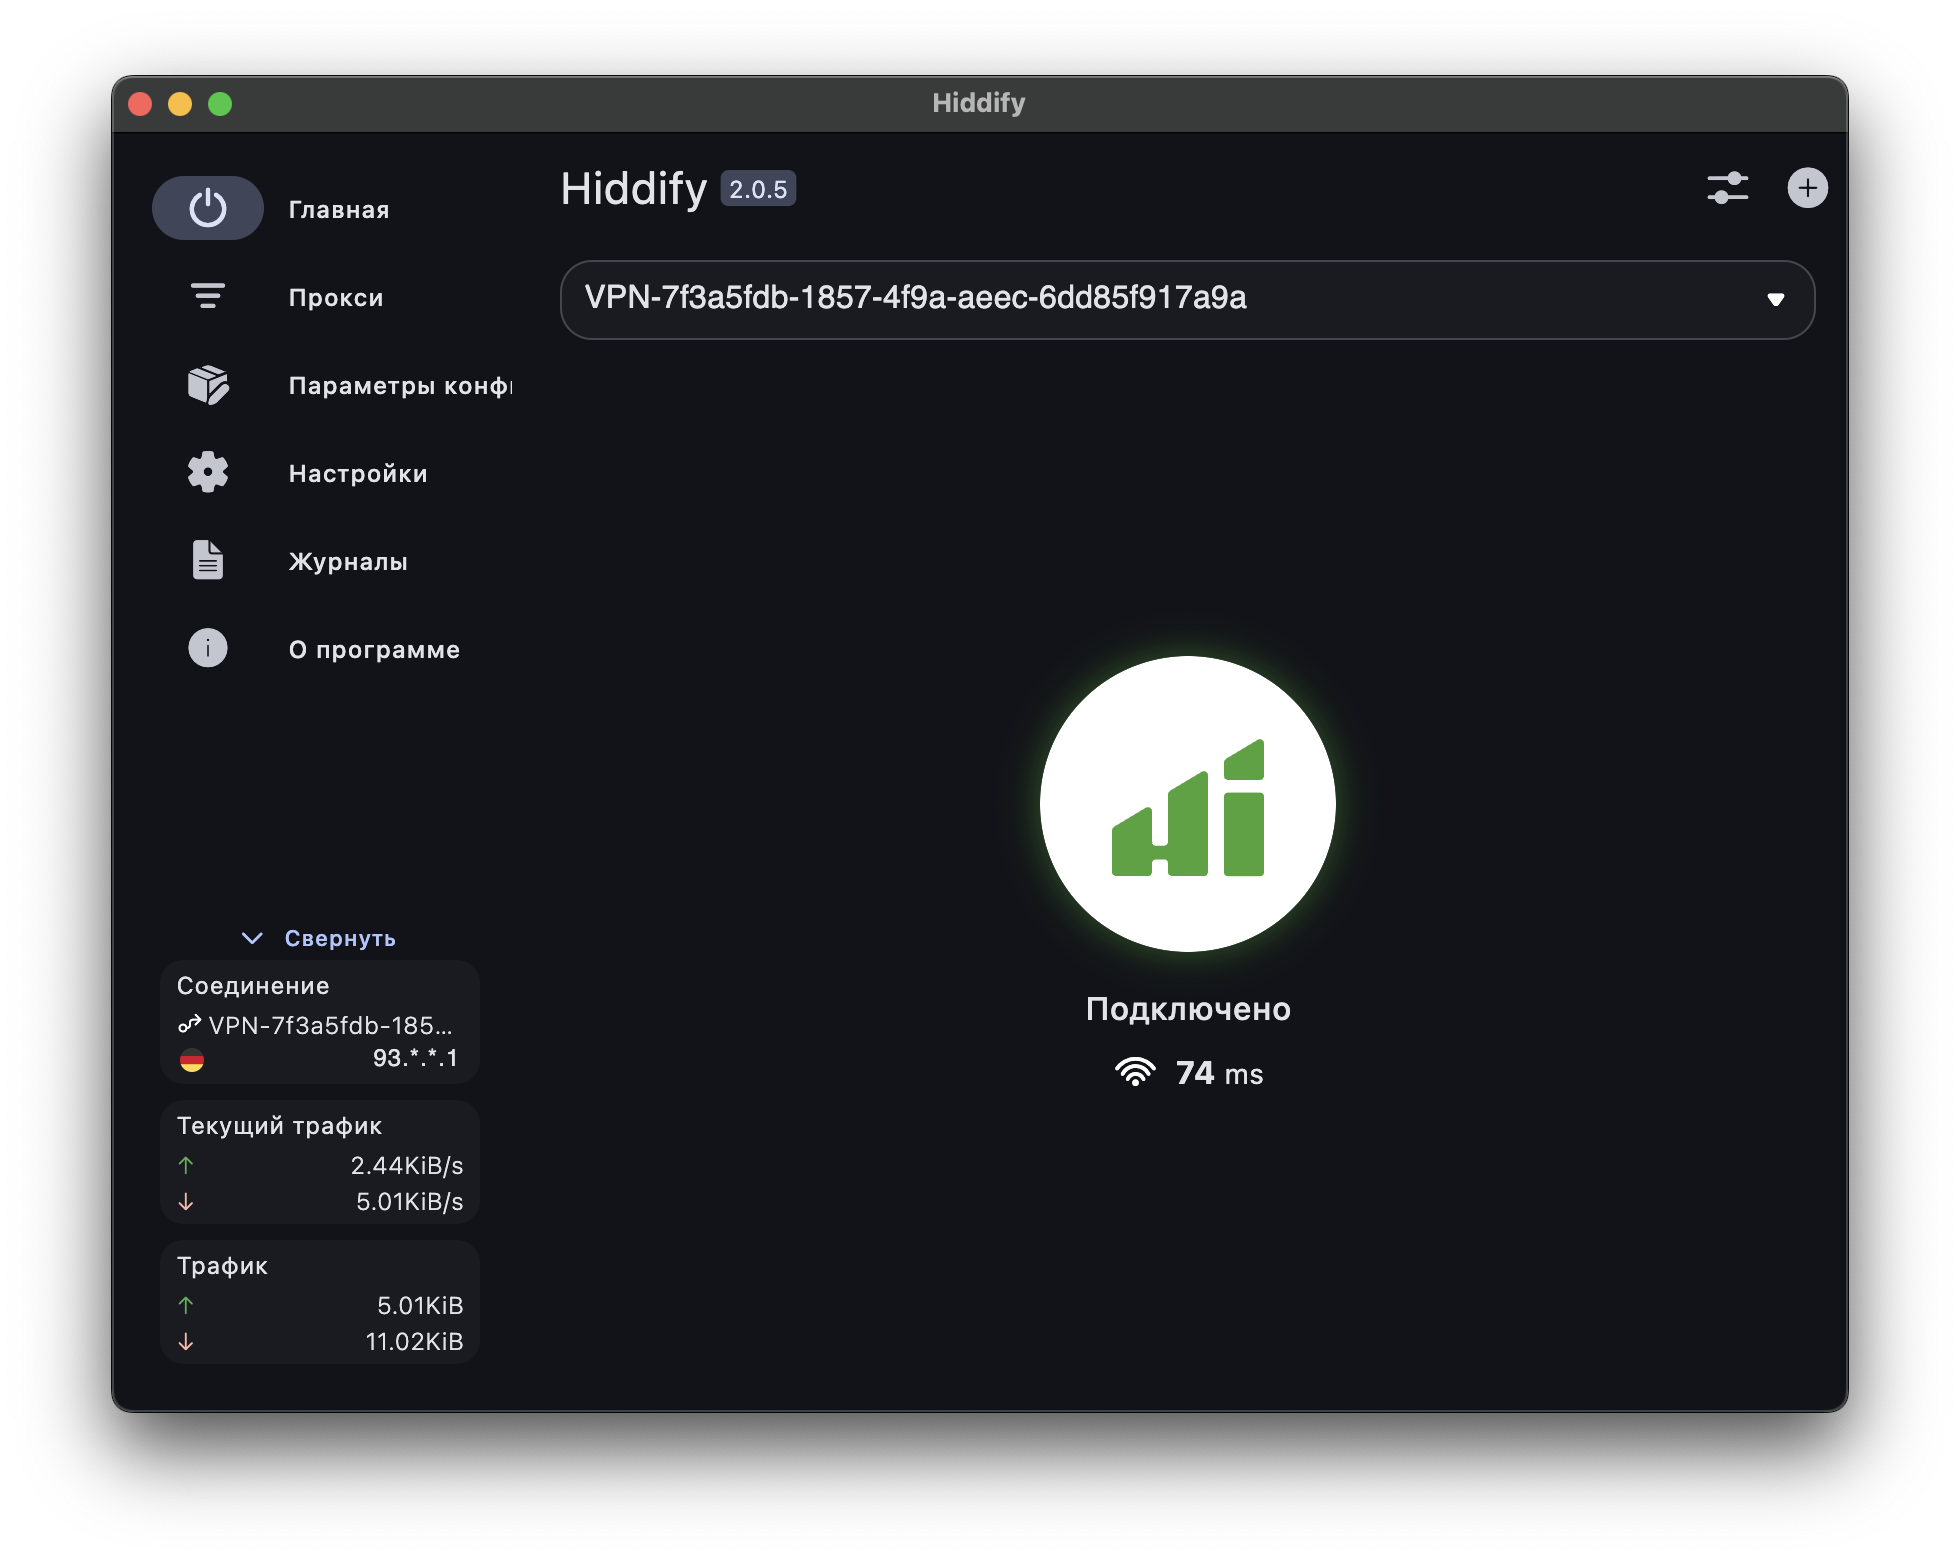 Hiddify
Главная
Прокси
Параметры конфи
Настройки
Журналы
О программе
Свернуть
Соединение
VPN-7f3a5fdb-185...
93.*.*.1
Текущий трафик
↑ 2.44KiB/s
↓ 5.01KiB/s
Трафик
↑ 5.01KiB
↓ 11.02KiB
Hiddify 2.0.5
VPN-7f3a5fdb-1857-4f9a-aeec-6dd85f917a9a
Подключено
74 ms